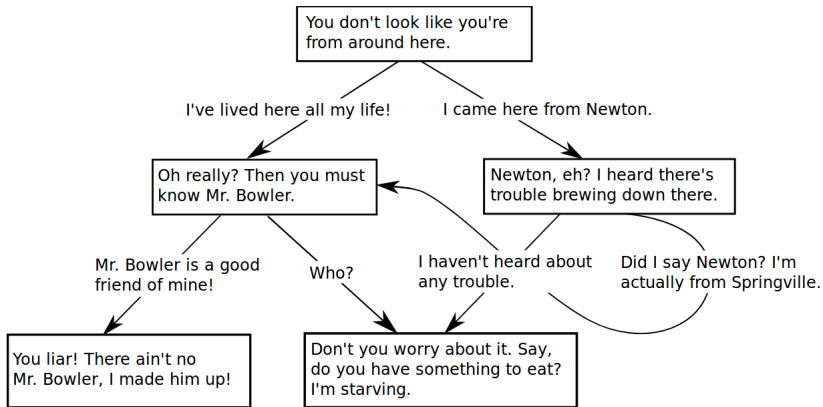 You don't look like you're
from around here.
I've lived here all my life!
I came here from Newton.
Oh really? Then you must
know Mr. Bowler.
Newton, eh? I heard there's
trouble brewing down there.
Mr. Bowler is a good
friend of mine!
Who?
I haven't heard about
any trouble.
Did I say Newton? I'm
actually from Springville.
You liar! There ain't no
Mr. Bowler, I made him up!
Don't you worry about it. Say,
do you have something to eat?
I'm starving.